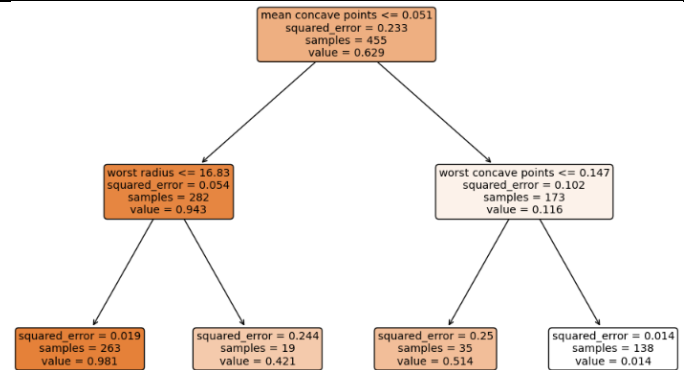 mean concave points <= 0.051
squared_error = 0.233
samples = 455
value = 0.629
worst radius <= 16.83
squared_error = 0.054
samples = 282
value = 0.943
worst concave points <= 0.147
squared_error = 0.102
samples = 173
value = 0.116
squared_error = 0.019
samples = 263
value = 0.981
squared_error = 0.244
samples = 19
value = 0.421
squared_error = 0.25
samples = 35
value = 0.514
squared_error = 0.014
samples = 138
value = 0.014